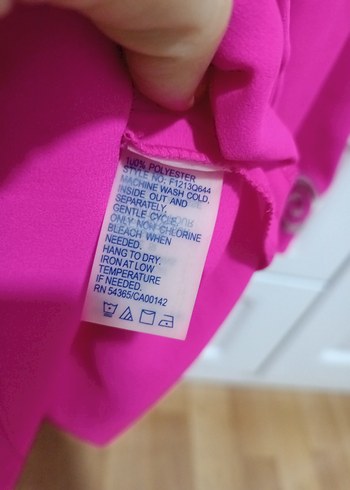 100% POLYESTER
STYLE NO: F1213Q644
MACHINE WASH COLD,
INSIDE OUT AND
SEPARATELY.
GENTLE CYCLE
ONLY NON CHLORINE
BLEACH WHEN
NEEDED.
HANG TO DRY.
IRON AT LOW
TEMPERATURE
IF NEEDED.
RN 54365/CA00142